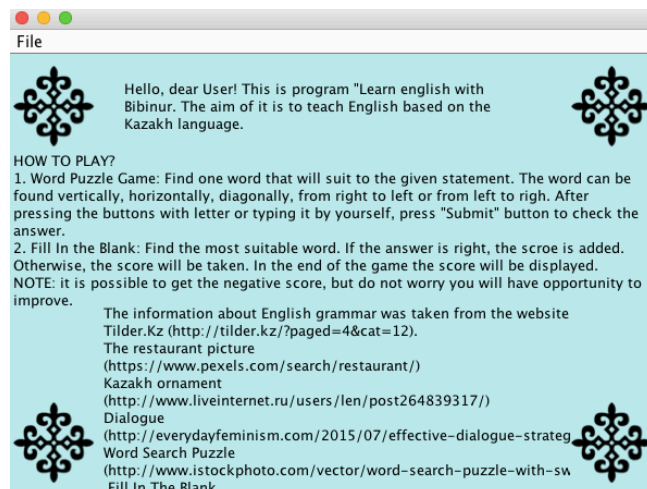 File
Hello, dear User! This is program "Learn english with
Bibinur. The aim of it is to teach English based on the
Kazakh language.
HOW TO PLAY?
1. Word Puzzle Game: Find one word that will suit to the given statement. The word can be
found vertically, horizontally, diagonally, from right to left or from left to righ. After
pressing the buttons with letter or typing it by yourself, press "Submit" button to check the
answer.
2. Fill In the Blank: Find the most suitable word. If the answer is right, the scroe is added.
Otherwise, the score will be taken. In the end of the game the score will be displayed.
NOTE: it is possible to get the negative score, but do not worry you will have opportunity to
improve.
The information about English grammar was taken from the website
Tilder.Kz (http://tilder.kz/?paged=4&cat=12).
The restaurant picture
(https://www.pexels.com/search/restaurant/)
Kazakh ornament
(http://www.liveinternet.ru/users/len/post264839317/)
Dialogue
(http://everydayfeminism.com/2015/07/effective-dialogue-strateg
Word Search Puzzle
(http://www.istockphoto.com/vector/word-search-puzzle-with-sw
Fill In The Blank